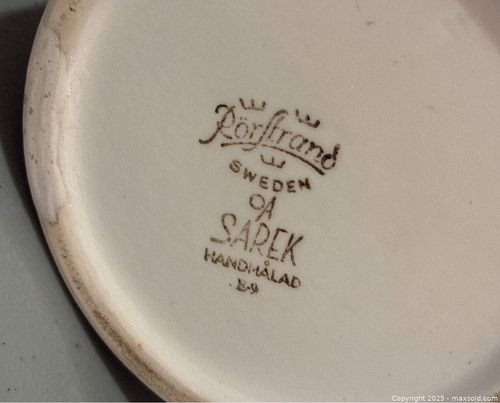 Rörstrand
SWEDEN
OA
SAREK
HANDMÅLAD
Copyright 2025 - maxsold.com